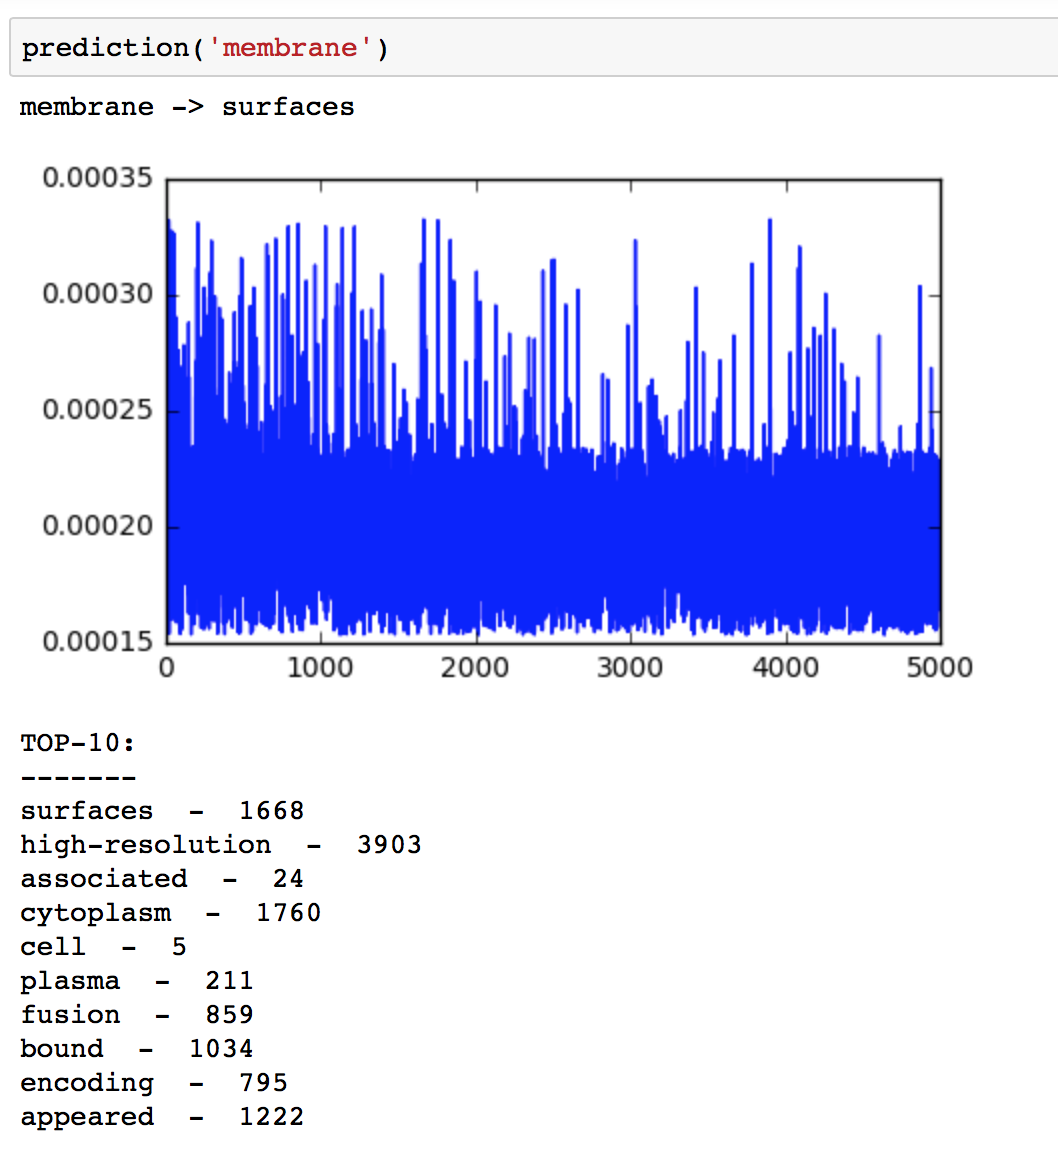 prediction('membrane')
membrane -> surfaces
0.00035
0.00030
0.00025
0.00020
0.00015
0 1000 2000 3000 4000 5000
TOP-10:
-------
surfaces - 1668
high-resolution - 3903
associated - 24
cytoplasm - 1760
cell - 5
plasma - 211
fusion - 859
bound - 1034
encoding - 795
appeared - 1222